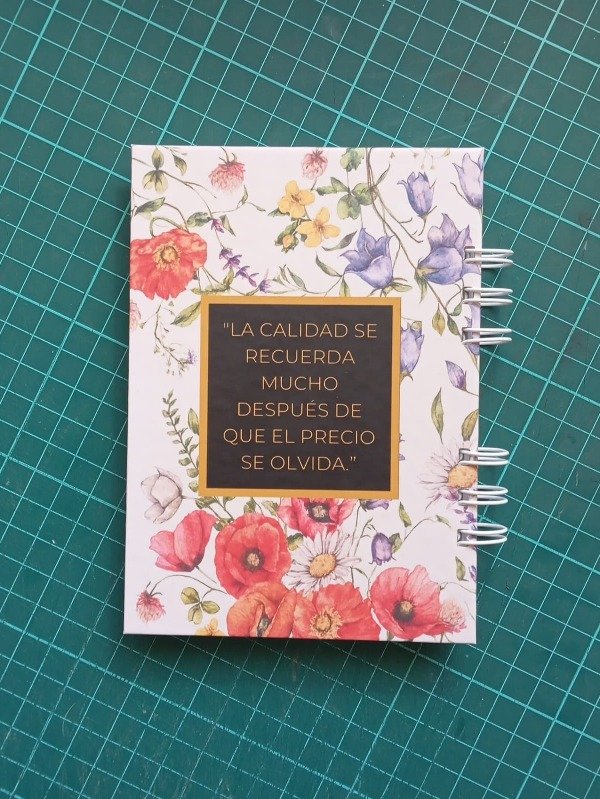 "LA CALIDAD SE
RECUERDA
MUCHO
DESPUÉS DE
QUE EL PRECIO
SE OLVIDA.”